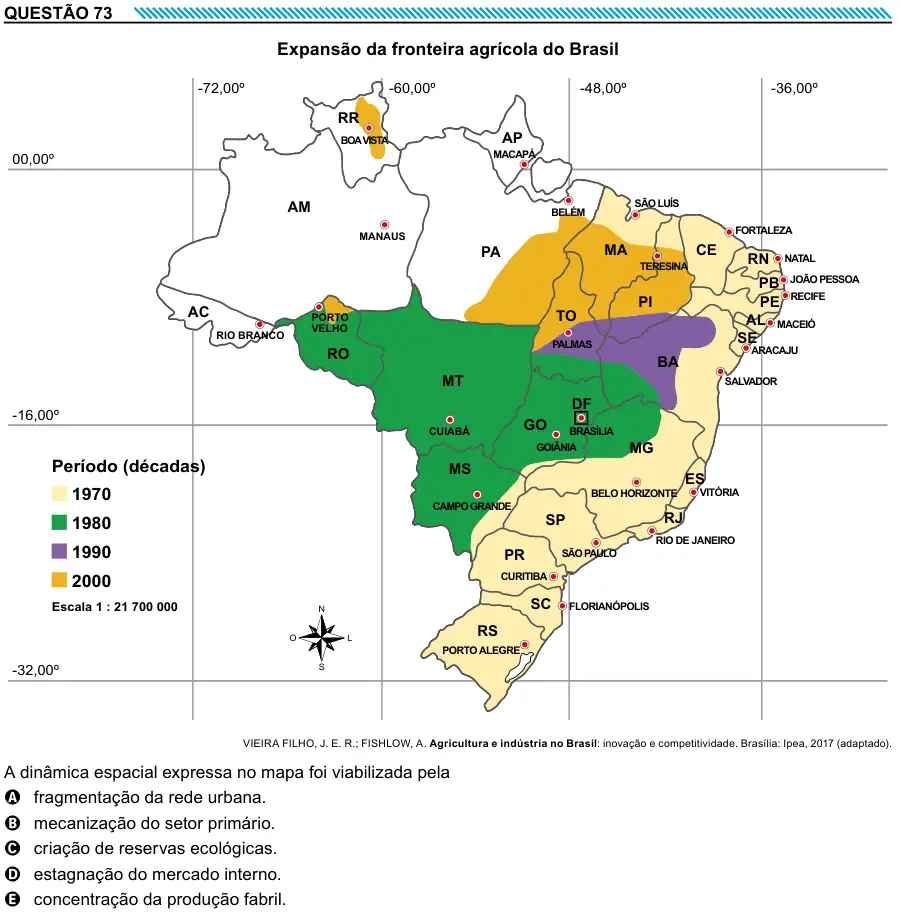 QUESTÃO 73
Expansão da fronteira agrícola do Brasil
-72,00º
-60,00º
-48,00º
-36,00º
RR
BOA VISTA
AP
MACAPÁ
00,00º
AM
MANAUS
BELÉM
SÃO LUÍS
FORTALEZA
PA
MA
CE
TERESINA
RN
NATAL
PB
JOÃO PESSOA
PI
PE
RECIFE
AC
RIO BRANCO
PORTO
VELHO
TO
PALMAS
AL
MACEIÓ
SE
ARACAJU
RO
BA
SALVADOR
MT
-16,00º
CUIABÁ
GO
GOIÂNIA
DF
BRASÍLIA
MG
MS
CAMPO GRANDE
BELO HORIZONTE
ES
VITÓRIA
SP
RJ
RIO DE JANEIRO
SÃO PAULO
PR
CURITIBA
SC
FLORIANÓPOLIS
RS
PORTO ALEGRE
-32,00º
Período (décadas)
1970
1980
1990
2000
Escala 1 : 21 700 000
N
O
L
S
VIEIRA FILHO, J. E. R.; FISHLOW, A. Agricultura e indústria no Brasil: inovação e competitividade. Brasília: Ipea, 2017 (adaptado).
A dinâmica espacial expressa no mapa foi viabilizada pela
A fragmentação da rede urbana.
B mecanização do setor primário.
C criação de reservas ecológicas.
D estagnação do mercado interno.
E concentração da produção fabril.